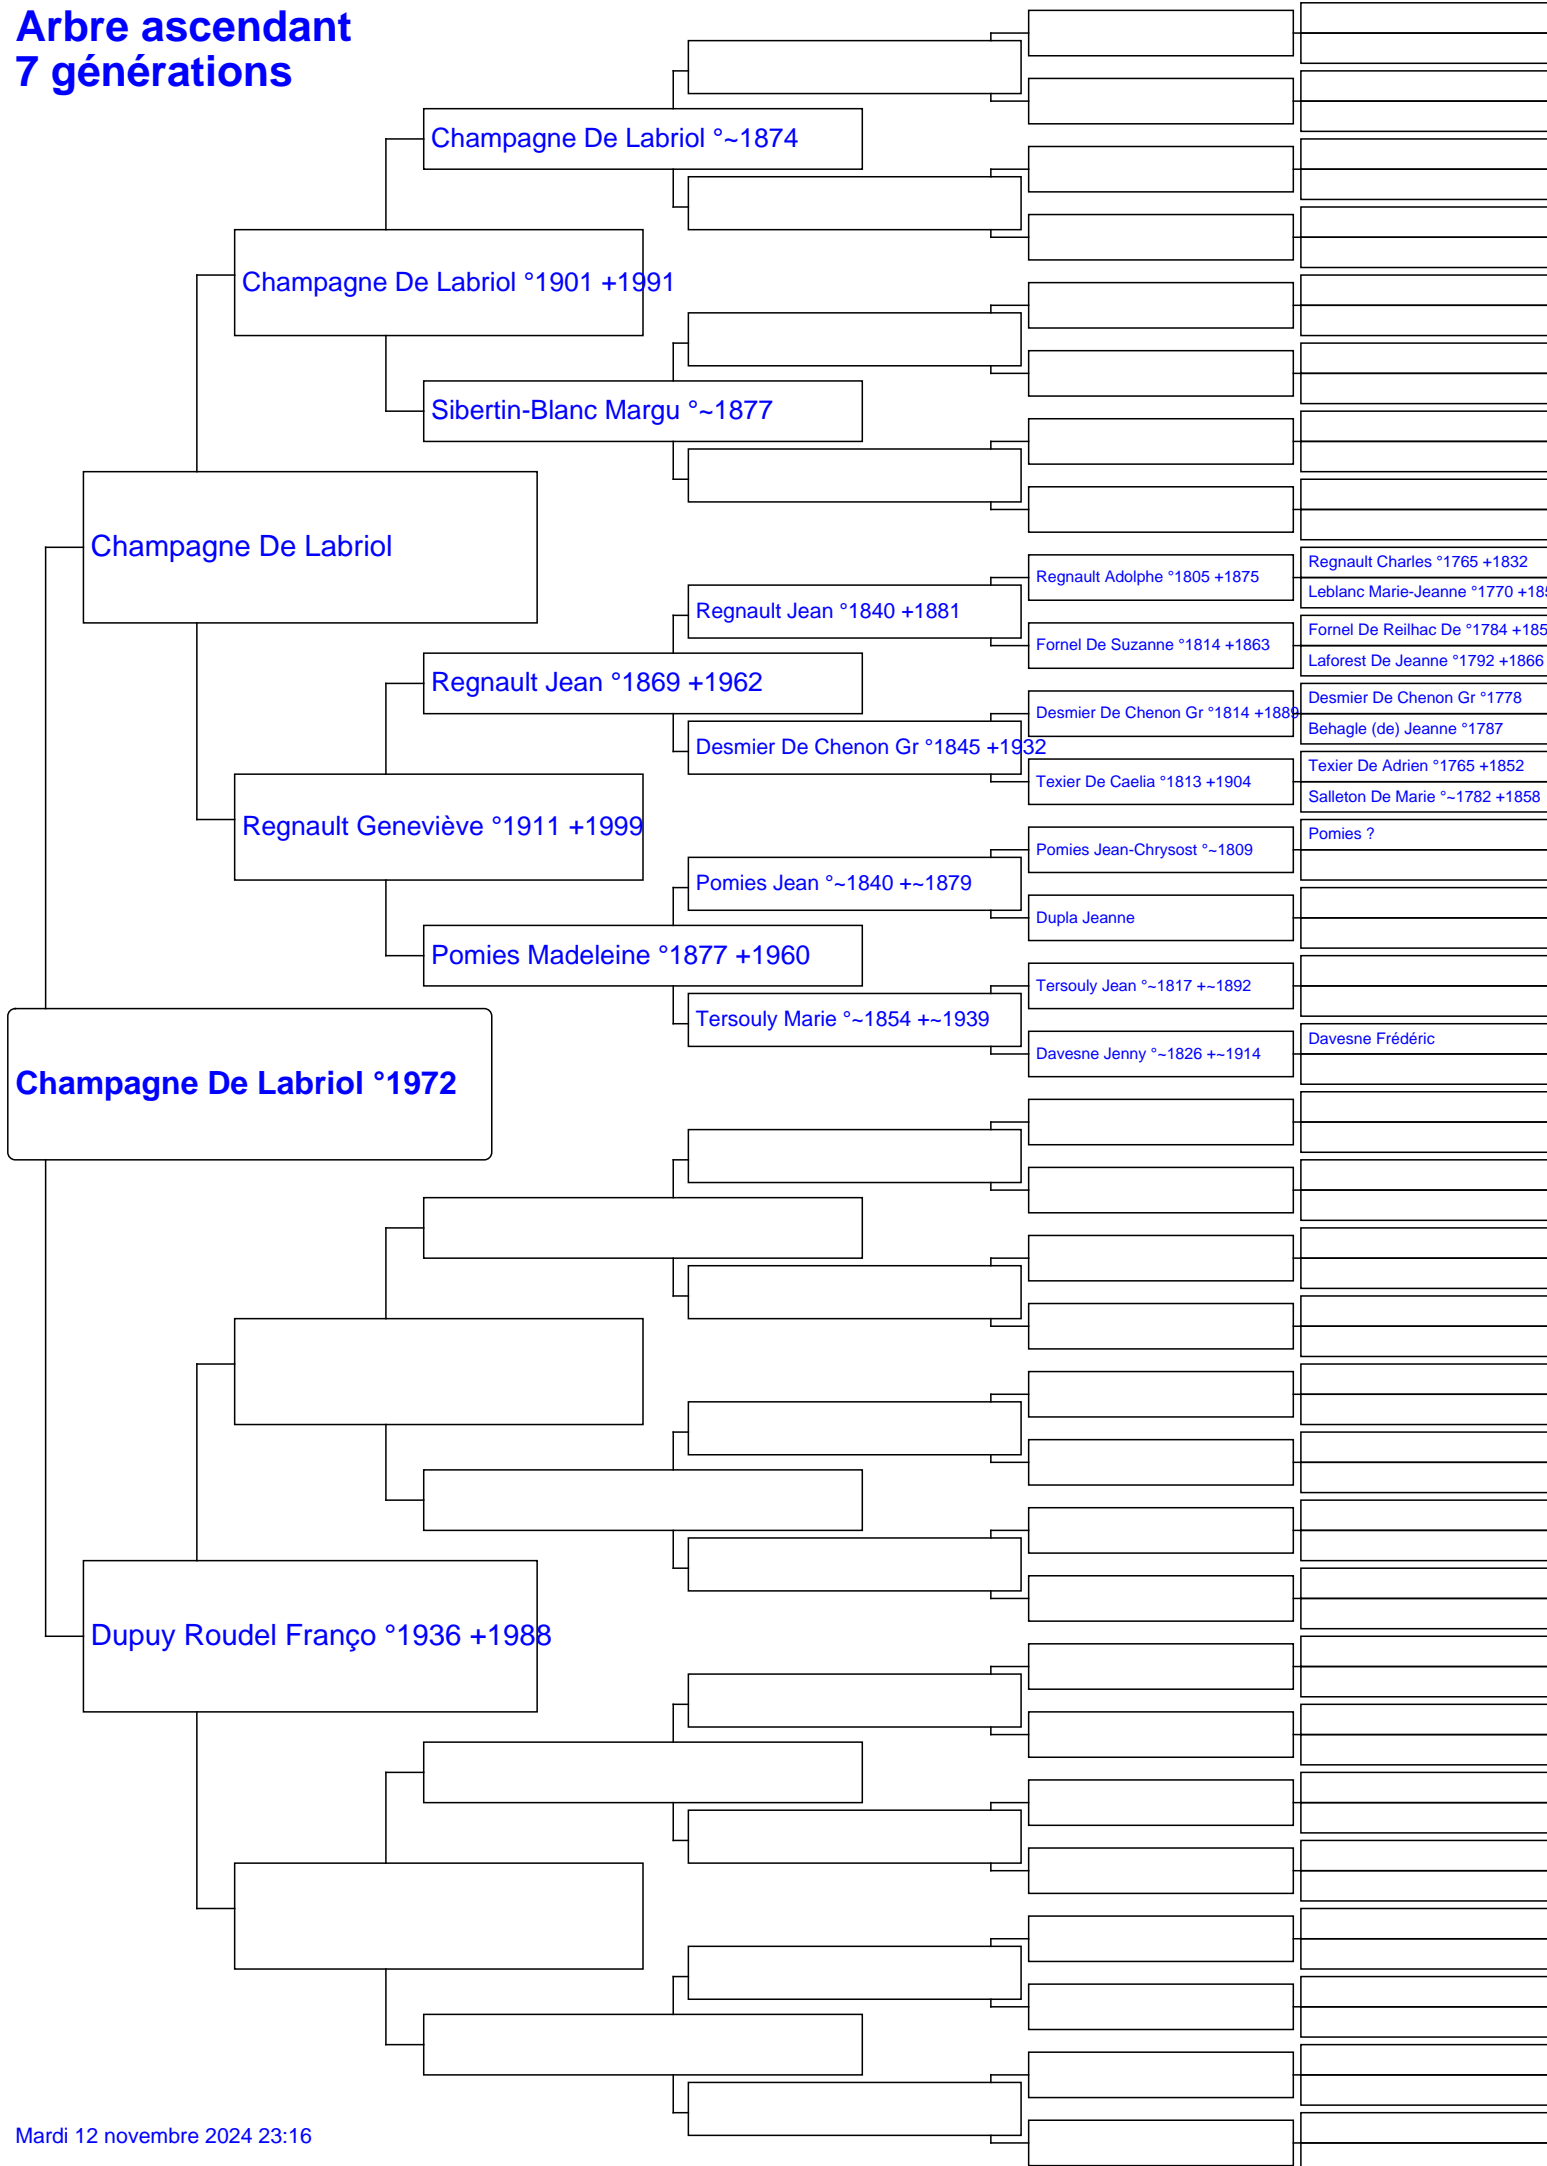 Arbre ascendant
7 générations
Champagne De Labriol °~1874
Champagne De Labriol °1901 +1991
Sibertin-Blanc Margu °~1877
Champagne De Labriol
Regnault Adolphe °1805 +1875
Regnault Charles °1765 +1832
Leblanc Marie-Jeanne °1770 +185
Regnault Jean °1840 +1881
Fornel De Suzanne °1814 +1863
Fornel De Reilhac De °1784 +185
Laforest De Jeanne °1792 +1866
Regnault Jean °1869 +1962
Desmier De Chenon Gr °1814 +1889
Desmier De Chenon Gr °1778
Behagle (de) Jeanne °1787
Desmier De Chenon Gr °1845 +1932
Texier De Caelia °1813 +1904
Texier De Adrien °1765 +1852
Salleton De Marie °~1782 +1858
Regnault Geneviève °1911 +1999
Pomies Jean-Chrysost °~1809
Pomies ?
Pomies Jean °~1840 +~1879
Dupla Jeanne
Pomies Madeleine °1877 +1960
Tersouly Jean °~1817 +~1892
Tersouly Marie °~1854 +~1939
Davesne Jenny °~1826 +~1914
Davesne Frédéric
Champagne De Labriol °1972
Dupuy Roudel Franço °1936 +1988
Mardi 12 novembre 2024 23:16